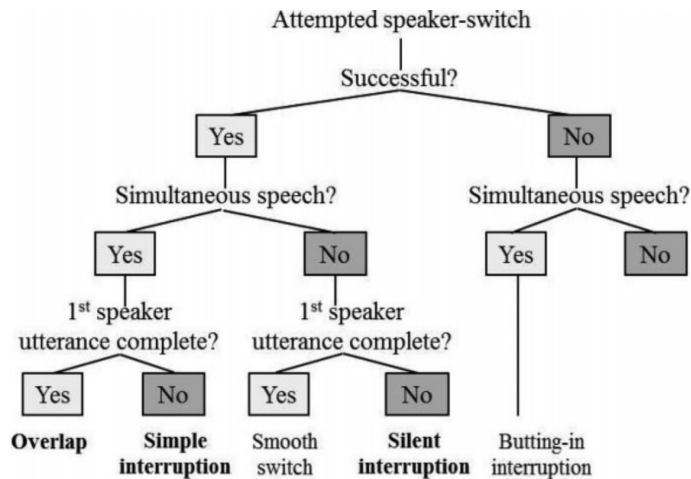 Attempted speaker-switch
Successful?
Yes
No
Simultaneous speech?
Simultaneous speech?
Yes
No
Yes
No
1st speaker
utterance complete?
1st speaker
utterance complete?
Yes
No
Yes
No
Overlap
Simple
interruption
Smooth
switch
Silent
interruption
Butting-in
interruption